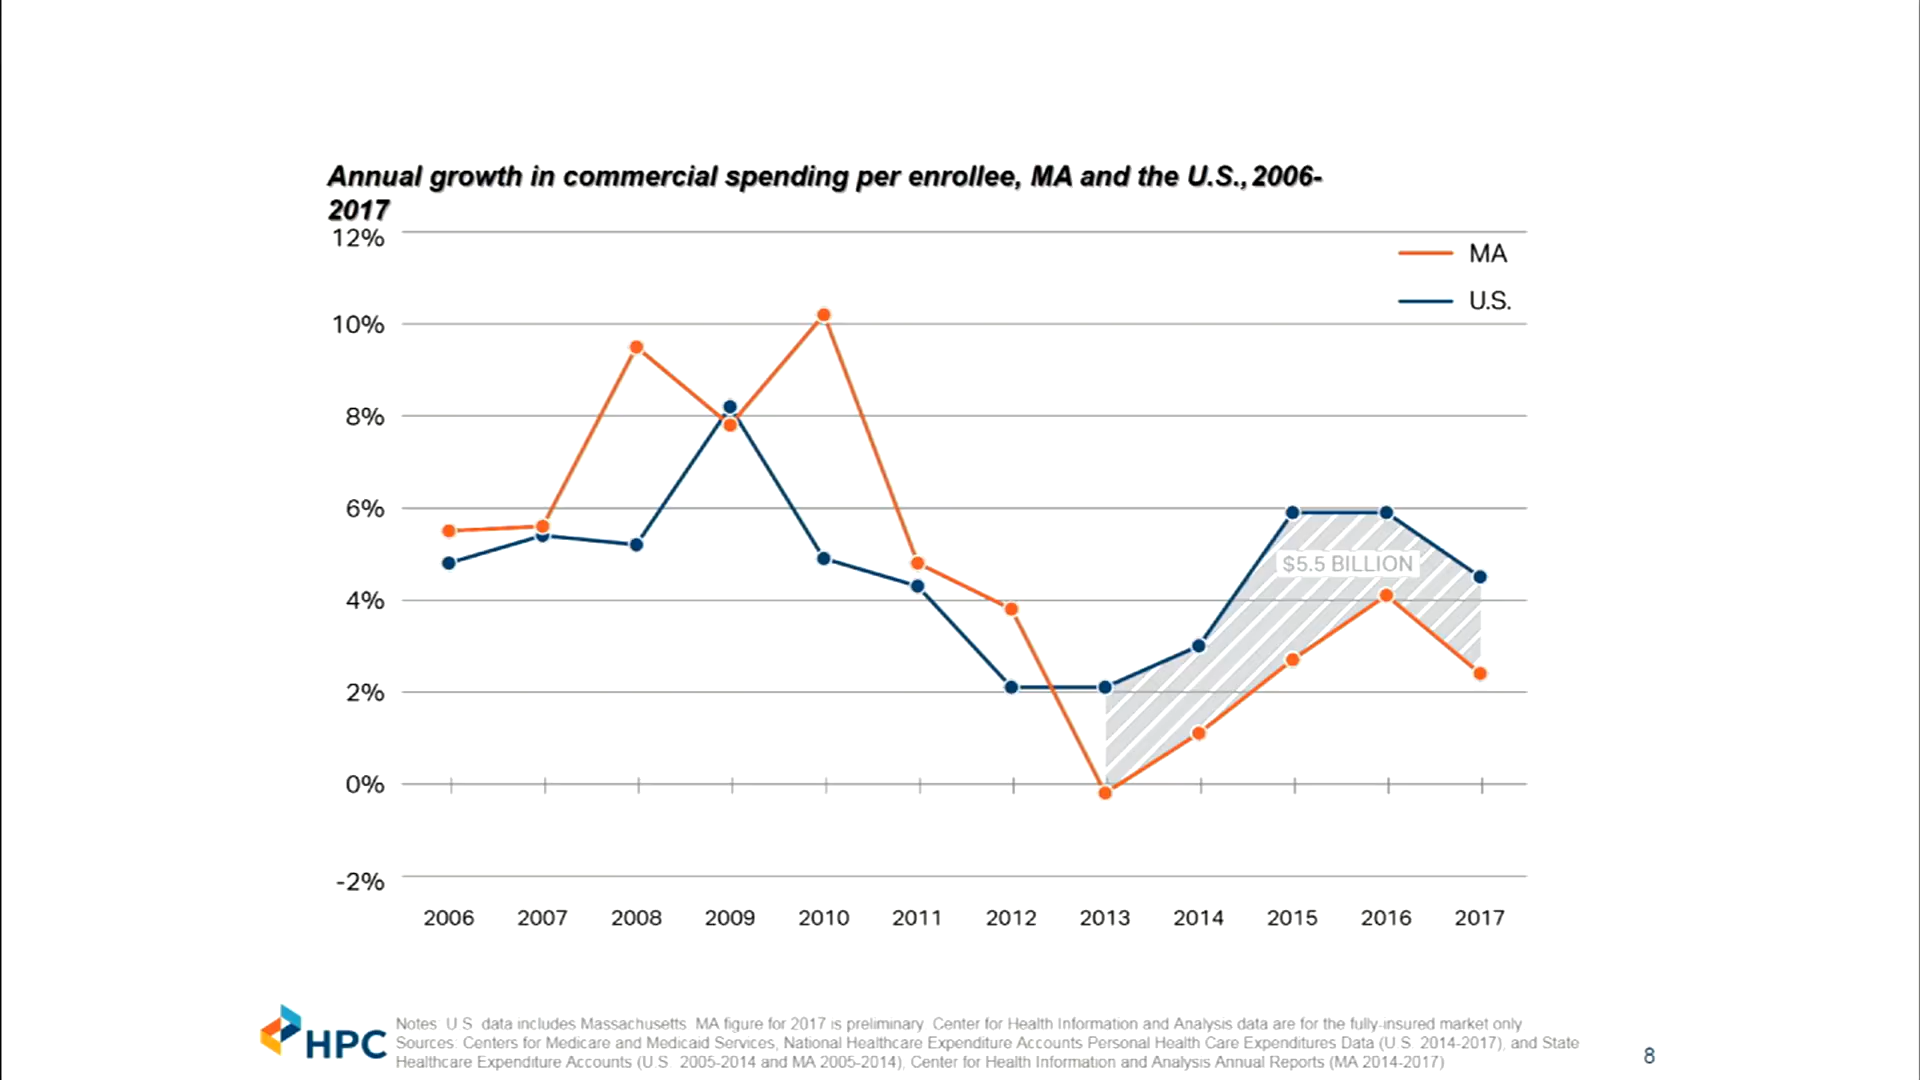 Annual growth in commercial spending per enrollee, MA and the U.S., 2006-
2017
12%
MA
10%
U.S.
8%
6%
$5.5 BILLION
4%
2%
0%
-2%
2006 2007 2008 2009 2010 2011 2012 2013 2014 2015 2016 2017
HPC
Notes U S data includes Massachusetts MA figure for 2017 is preliminary Center for Health Information and Analysis data are for the fully-insured market only
Sources: Centers for Medicare and Medicaid Services, National Healthcare Expenditure Accounts Personal Health Care Expenditures Data (U.S. 2014-2017), and State
Healthcare Expenditure Accounts (U.S. 2005-2014 and MA 2005-2014), Center for Health Information and Analysis Annual Reports (MA 2014-2017)
8